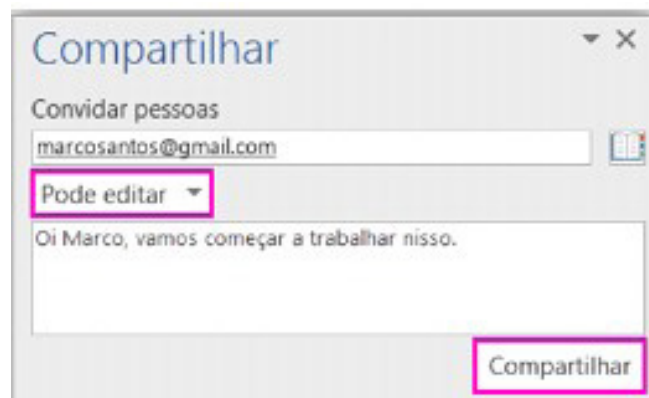 Compartilhar
Convidar pessoas
marcosantos@gmail.com
Pode editar
Oi Marco, vamos começar a trabalhar nisso.
Compartilhar